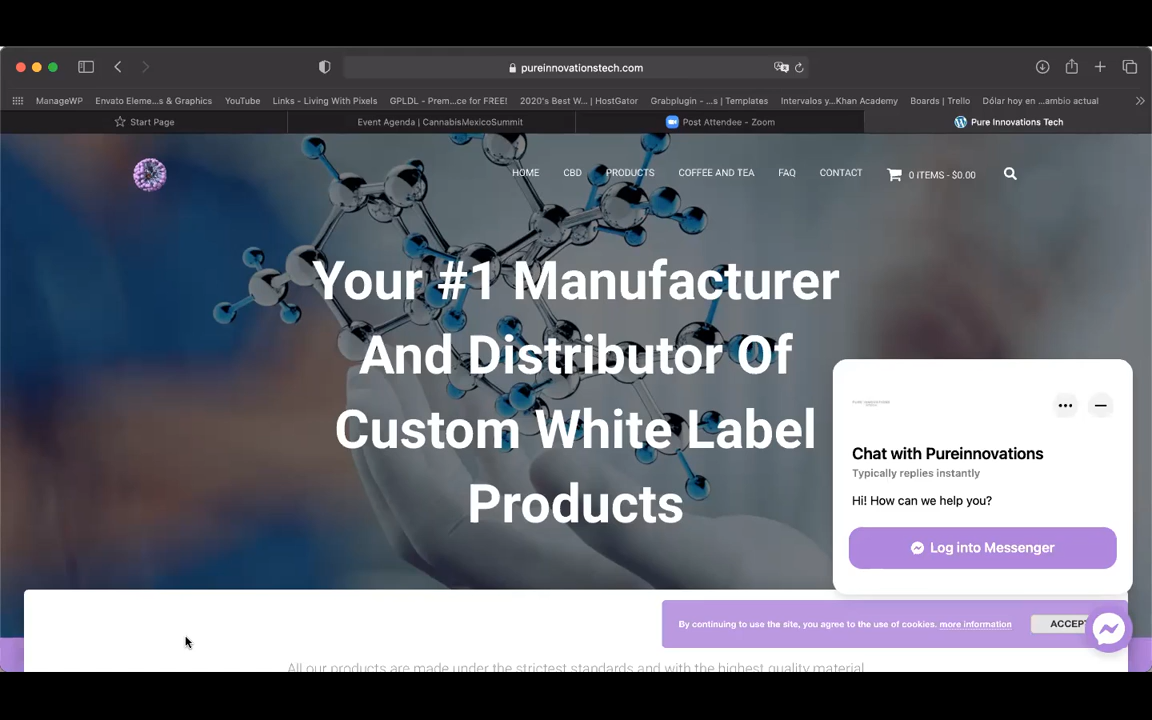 pureinnovationstech.com
ManageWP
Envato Eleme...s & Graphics
YouTube
Links - Living With Pixels
GPLDL - Prem...ce for FREE!
2020's Best W... | HostGator
Grabplugin - ...s | Templates
Intervalos y...Khan Academy
Boards | Trello
Dólar hoy en ...ambio actual
Start Page
Event Agenda | CannabisMexicoSummit
Post Attendee - Zoom
Pure Innovations Tech
HOME
CBD
PRODUCTS
COFFEE AND TEA
FAQ
CONTACT
0 ITEMS - $0.00
Your #1 Manufacturer
And Distributor Of
Custom White Label
Products
Chat with Pureinnovations
Typically replies instantly
Hi! How can we help you?
Log into Messenger
By continuing to use the site, you agree to the use of cookies. more information
ACCEPT
All our products are made under the strictest standards and with the highest quality material